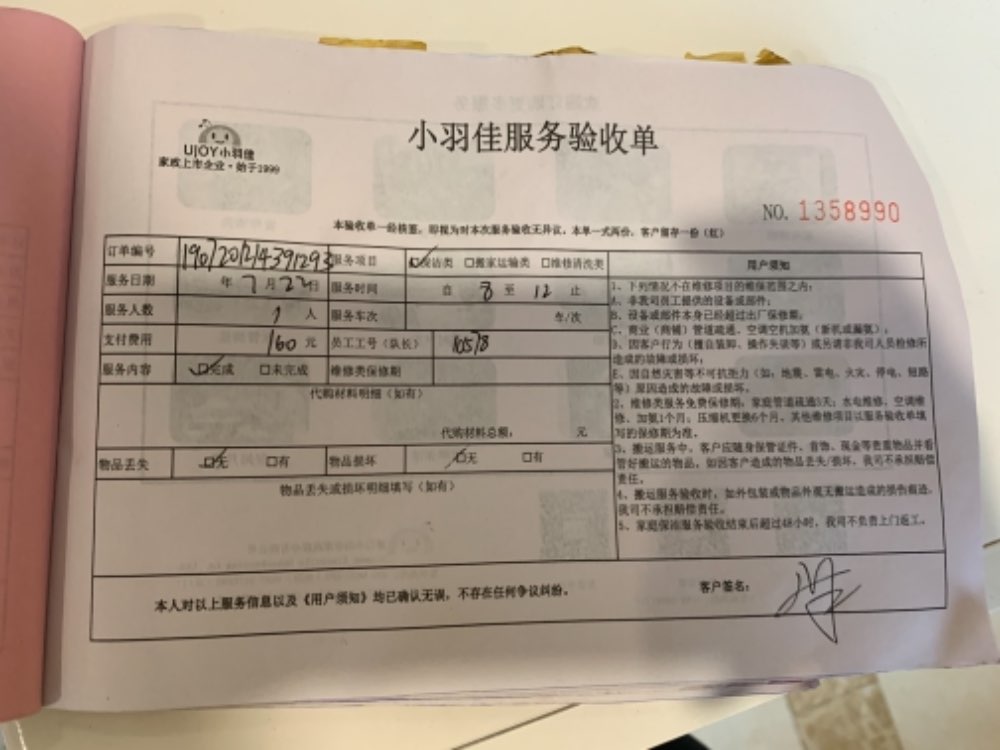 UJOY小羽佳
家政上市企业·始于1999
小羽佳服务验收单
NO. 1358990
本验收单一经核签,即视为对本次服务验收无异议,本单一式两份,客户留存一份(红)
订单编号
服务项目 保洁类 搬家运输类 维修清洗类
服务日期 年 7 月 22 日 服务时间 自 8 至 12 止
服务人数 1 人 服务车次 车/次
支付费用 160 元 员工工号(队长) 10578
服务内容 完成 未完成 维修类保修期
代购材料明细(如有)
代购材料总额: 元
物品丢失 无 有 物品损坏 无 有
物品丢失或损坏明细填写(如有)
用户须知
1、下列情况不在维修项目的维保范围之内:
A、非我司员工提供的设备或部件;
B、设备或部件本身已经超过出厂保修期;
C、商业(商铺)管道疏通、空调空机加氨(新机或漏氨);
D、因客户行为(擅自装卸、操作失误等)或另请非我司人员检修所
造成的故障或损坏;
E、因自然灾害等不可抗拒力(如:地震、雷电、火灾、停电、短路
等)原因造成的故障或损坏。
2、维修类服务免费保修期:家庭管道疏通3天;水电维修、空调维
修、加氨1个月;压缩机更换6个月。其他维修项目以服务验收单填
写的保修期为准。
3、搬运服务中,客户应随身保管证件、首饰、现金等贵重物品并看
管好搬运的物品,如因客户造成的物品丢失/损坏,我司不承担赔偿
责任。
4、搬运服务验收时,如外包装或物品外观无搬运造成的损伤痕迹,
我司不承担赔偿责任。
5、家庭保洁服务验收结束后超过48小时,我司不负责上门返工。
本人对以上服务信息以及《用户须知》均已确认无误,不存在任何争议纠纷。
客户签名: